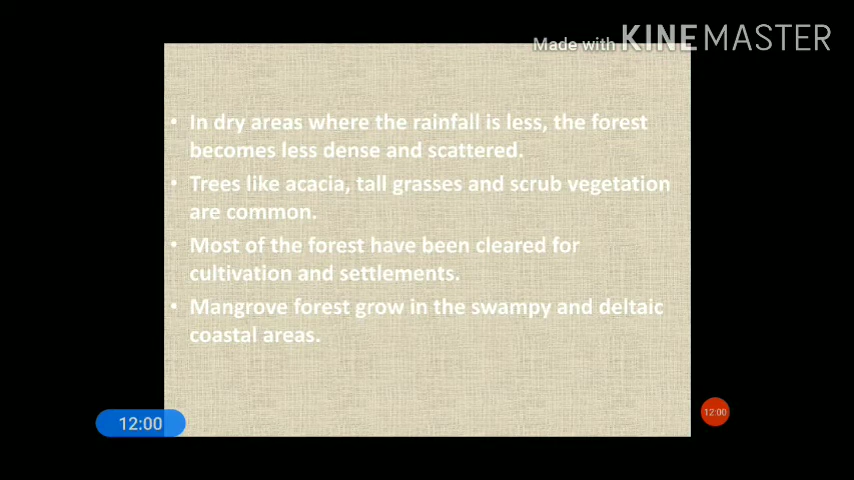 Made with KINEMASTER
• In dry areas where the rainfall is less, the forest
becomes less dense and scattered.
• Trees like acacia, tall grasses and scrub vegetation
are common.
• Most of the forest have been cleared for
cultivation and settlements.
• Mangrove forest grow in the swampy and deltaic
coastal areas.
12:00
12:00